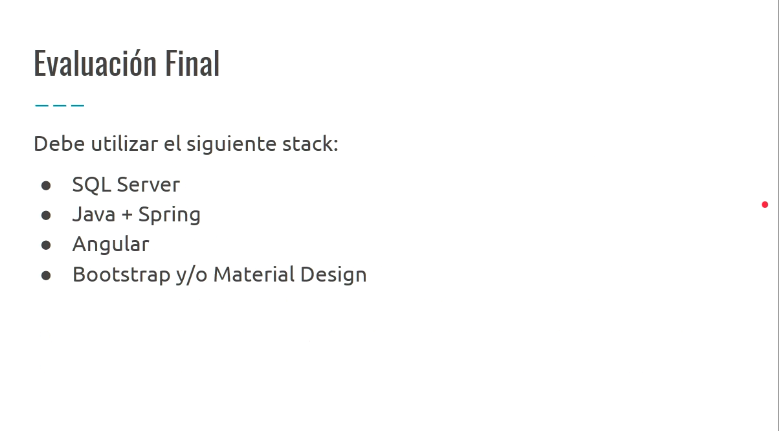 Evaluación Final
Debe utilizar el siguiente stack:
● SQL Server
● Java + Spring
● Angular
● Bootstrap y/o Material Design